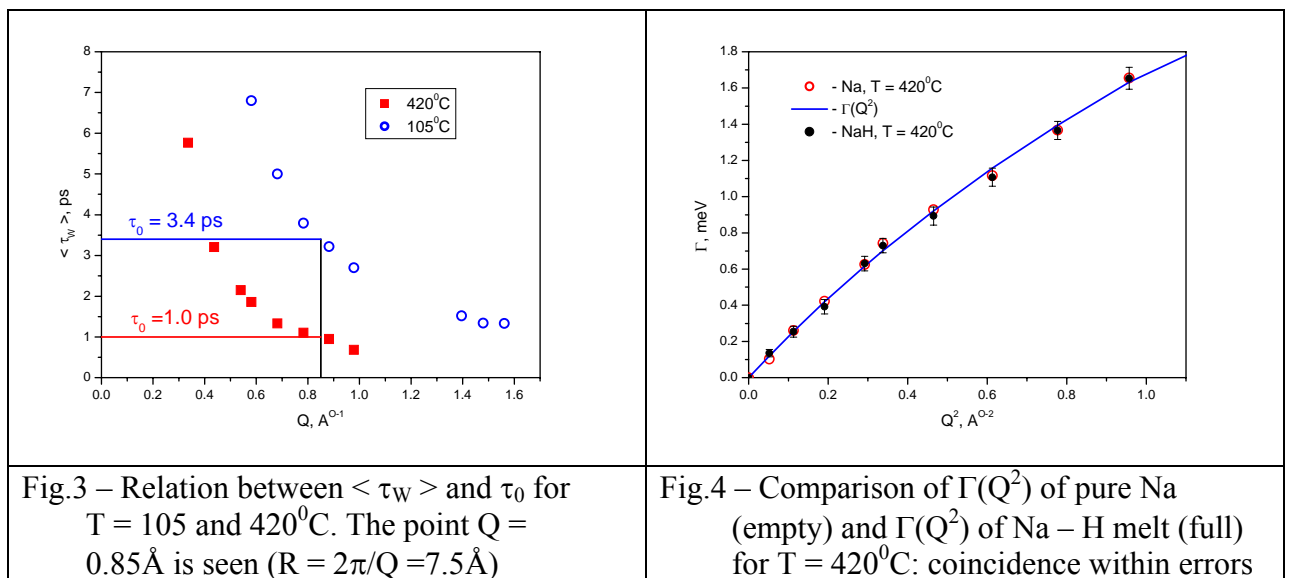 8
7
6
5
4
3
2
1
0
< τW >, ps
420⁰C
105⁰C
τ0 = 3.4 ps
τ0 =1.0 ps
0.0 0.2 0.4 0.6 0.8 1.0 1.2 1.4 1.6
Q, A^O-1
Fig.3 – Relation between < τW > and τ0 for
T = 105 and 420⁰C. The point Q =
0.85Å is seen (R = 2π/Q =7.5Å)
1.8
1.6
1.4
1.2
1.0
0.8
0.6
0.4
0.2
0.0
Γ, meV
- Na, T = 420⁰C
- Γ(Q²)
- NaH, T = 420⁰C
0.0 0.2 0.4 0.6 0.8 1.0
Q², A^O-2
Fig.4 – Comparison of Γ(Q²) of pure Na
(empty) and Γ(Q²) of Na – H melt (full)
for T = 420⁰C: coincidence within errors